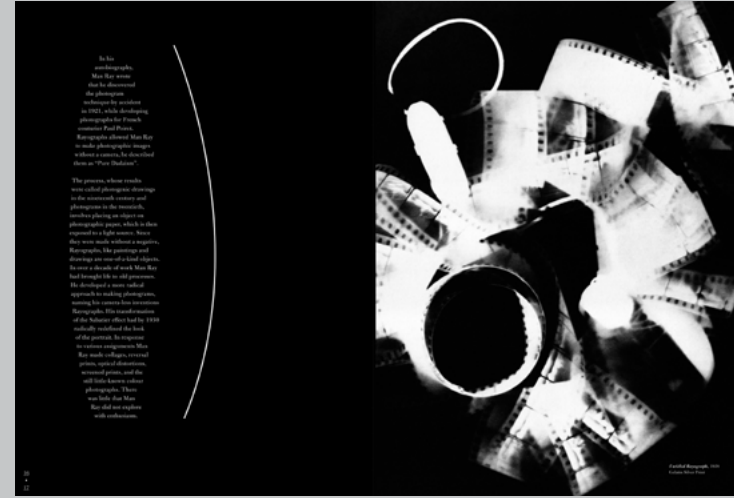 In his
autobiography,
Man Ray wrote
that he discovered
the photogram
technique by accident
in 1921, while developing
photographs for French
couturier Paul Poiret.
Rayographs allowed Man Ray
to make photographic images
without a camera, he described
them as "Pure Dadaism".
The process, whose results
were called photogenic drawings
in the nineteenth century and
photograms in the twentieth,
involves placing an object on
photographic paper, which is then
exposed to a light source. Since
they were made without a negative,
Rayographs, like paintings and
drawings are one-of-a-kind objects.
In over a decade of work Man Ray
had brought life to old processes.
He developed a more radical
approach to making photograms,
naming his camera-less inventions
Rayographs. His transformation
of the Sabatier effect had by 1930
radically redefined the look
of the portrait. In response
to various assignments Man
Ray made collages, reversal
prints, optical distortions,
screened prints, and the
still little-known colour
photographs. There
was little that Man
Ray did not explore
with enthusiasm.
Untitled Rayograph,
Gelatin Silver Print